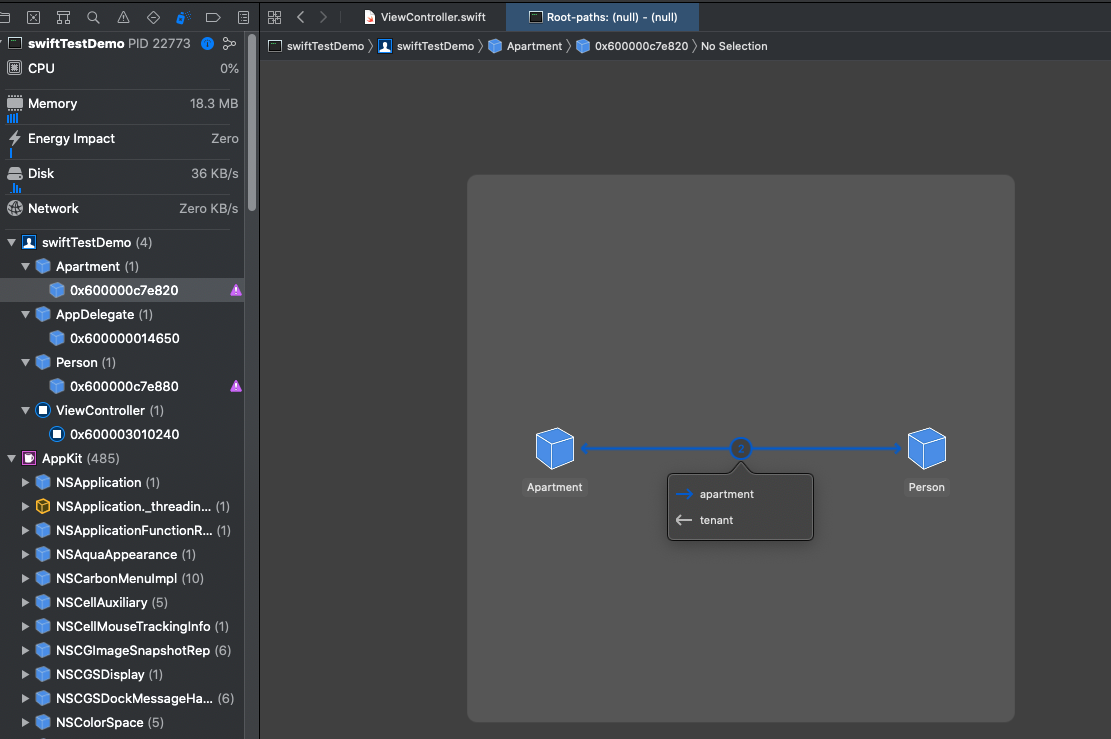 ViewController.swift
Root-paths: (null) - (null)
swiftTestDemo PID 22773
swiftTestDemo
swiftTestDemo
Apartment
0x600000c7e820
No Selection
CPU
0%
Memory
18.3 MB
Energy Impact
Zero
Disk
36 KB/s
Network
Zero KB/s
swiftTestDemo (4)
Apartment (1)
0x600000c7e820
AppDelegate (1)
0x600000014650
Person (1)
0x600000c7e880
ViewController (1)
0x600003010240
AppKit (485)
NSApplication (1)
NSApplication._threadin... (1)
NSApplicationFunctionR... (1)
NSAquaAppearance (1)
NSCarbonMenuImpl (10)
NSCellAuxiliary (5)
NSCellMouseTrackingInfo (1)
NSCGImageSnapshotRep (6)
NSCGSDisplay (1)
NSCGSDockMessageHa... (6)
NSColorSpace (5)
2
Apartment
Person
apartment
tenant